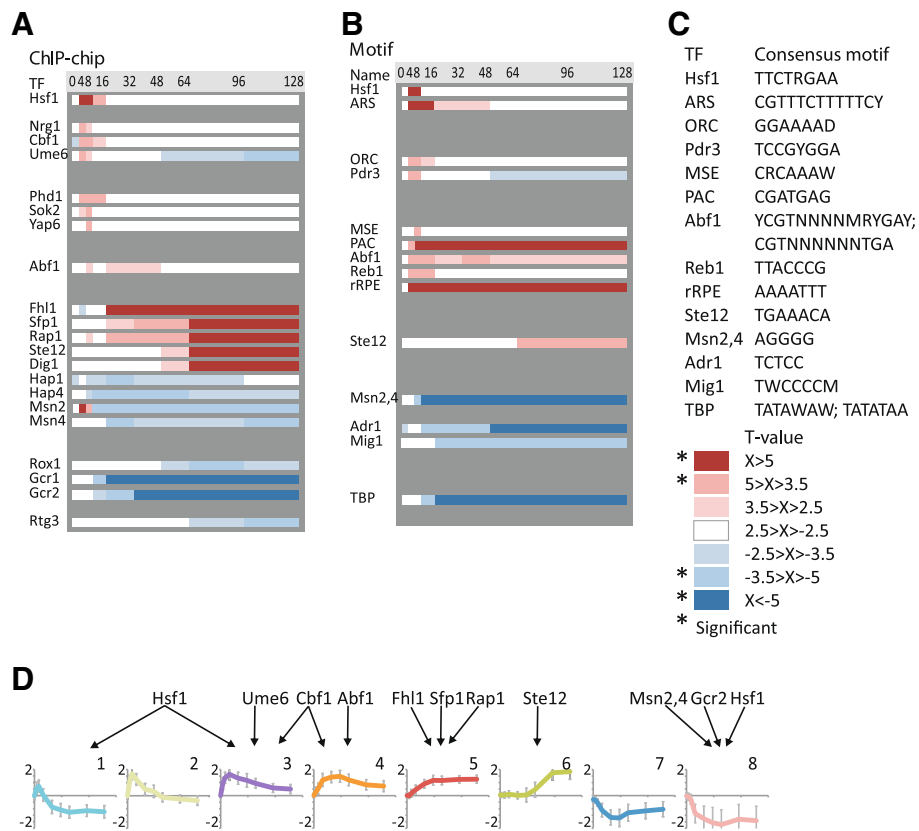 A
ChIP-chip
TF 0 4 8 16 32 48 64 96 128
Hsf1
Nrg1
Cbf1
Ume6
Phd1
Sok2
Yap6
Abf1
Fhl1
Sfp1
Rap1
Ste12
Dig1
Hap1
Hap4
Msn2
Msn4
Rox1
Gcr1
Gcr2
Rtg3
B
Motif
Name 0 4 8 16 32 48 64 96 128
Hsf1
ARS
ORC
Pdr3
MSE
PAC
Abf1
Reb1
rRPE
Ste12
Msn2,4
Adr1
Mig1
TBP
C
TF Consensus motif
Hsf1 TTCTRGAA
ARS CGTTTCTTTTTCY
ORC GGAAAAD
Pdr3 TCCGYGGA
MSE CRCAAAW
PAC CGATGAG
Abf1 YCGTNNNNMRYGAY;
CGTNNNNNNTGA
Reb1 TTACCCG
rRPE AAAATTT
Ste12 TGAAACA
Msn2,4 AGGGG
Adr1 TCTCC
Mig1 TWCCCCM
TBP TATAWAW; TATATAA
T-value
* X>5
* 5>X>3.5
3.5>X>2.5
2.5>X>-2.5
-2.5>X>-3.5
* -3.5>X>-5
* X<-5
* Significant
D
Hsf1 Ume6 Cbf1 Abf1 Fhl1 Sfp1 Rap1 Ste12 Msn2,4 Gcr2 Hsf1
2 1 2 2 2 3 2 4 2 5 2 6 2 7 2 8
-2 -2 -2 -2 -2 -2 -2 -2